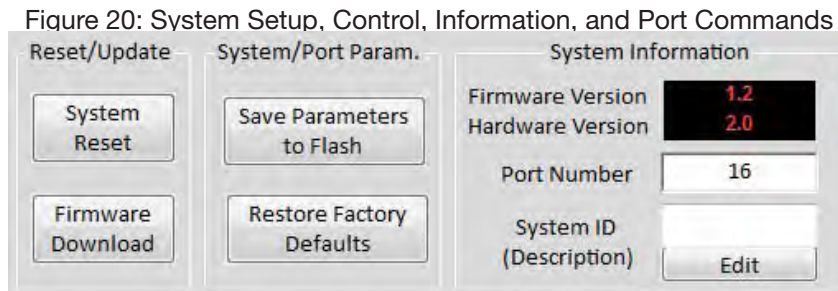 Figure 20: System Setup, Control, Information, and Port Commands
Reset/Update
System
Reset
Firmware
Download
System/Port Param.
Save Parameters
to Flash
Restore Factory
Defaults
System Information
Firmware Version 1.2
Hardware Version 2.0
Port Number 16
System ID
(Description)
Edit